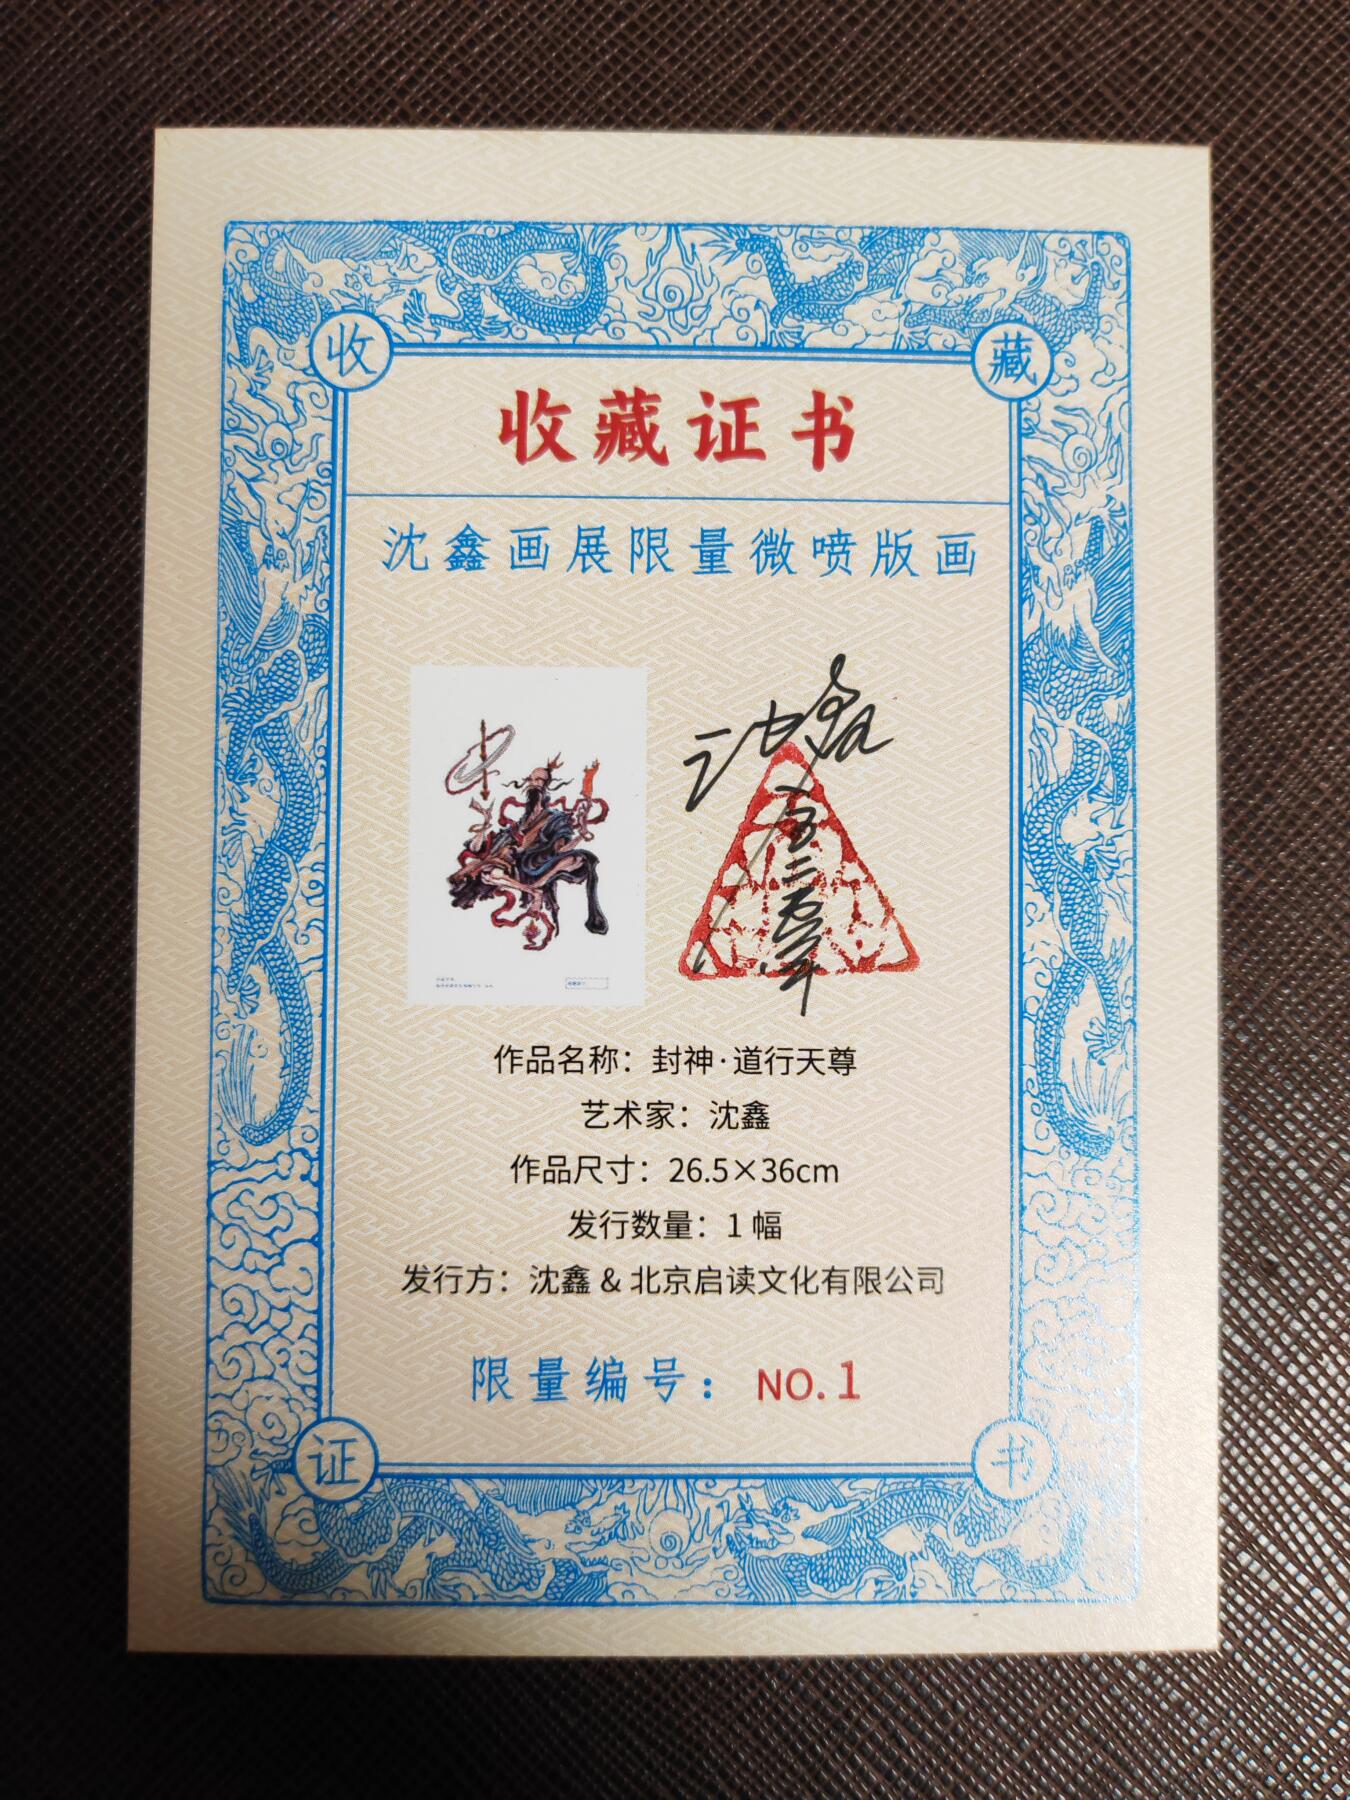 收
藏
收藏证书
沈鑫画展限量微喷版画
沈鑫
作品名称：封神·道行天尊
艺术家：沈鑫
作品尺寸：26.5×36cm
发行数量：1 幅
发行方：沈鑫 & 北京启读文化有限公司
限量编号：NO.1
证
书